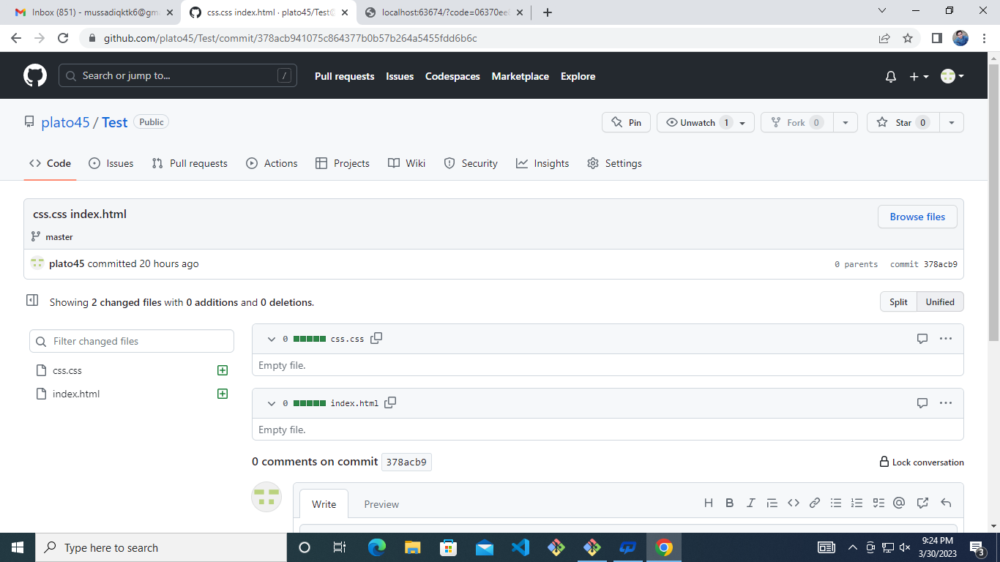 Inbox (851) - mussadiqktk6@gm
css.css index.html · plato45/Test@
localhost:63674/?code=06370ee
github.com/plato45/Test/commit/378acb941075c864377b0b57b264a5455fdd6b6c
Search or jump to... /
Pull requests Issues Codespaces Marketplace Explore
plato45 / Test Public
Pin
Unwatch 1
Fork 0
Star 0
Code Issues Pull requests Actions Projects Wiki Security Insights Settings
css.css index.html
Browse files
master
plato45 committed 20 hours ago
0 parents commit 378acb9
Showing 2 changed files with 0 additions and 0 deletions.
Split Unified
Filter changed files
css.css
index.html
0 css.css
Empty file.
0 index.html
Empty file.
0 comments on commit 378acb9
Lock conversation
Write Preview
Type here to search
9:24 PM
3/30/2023
3